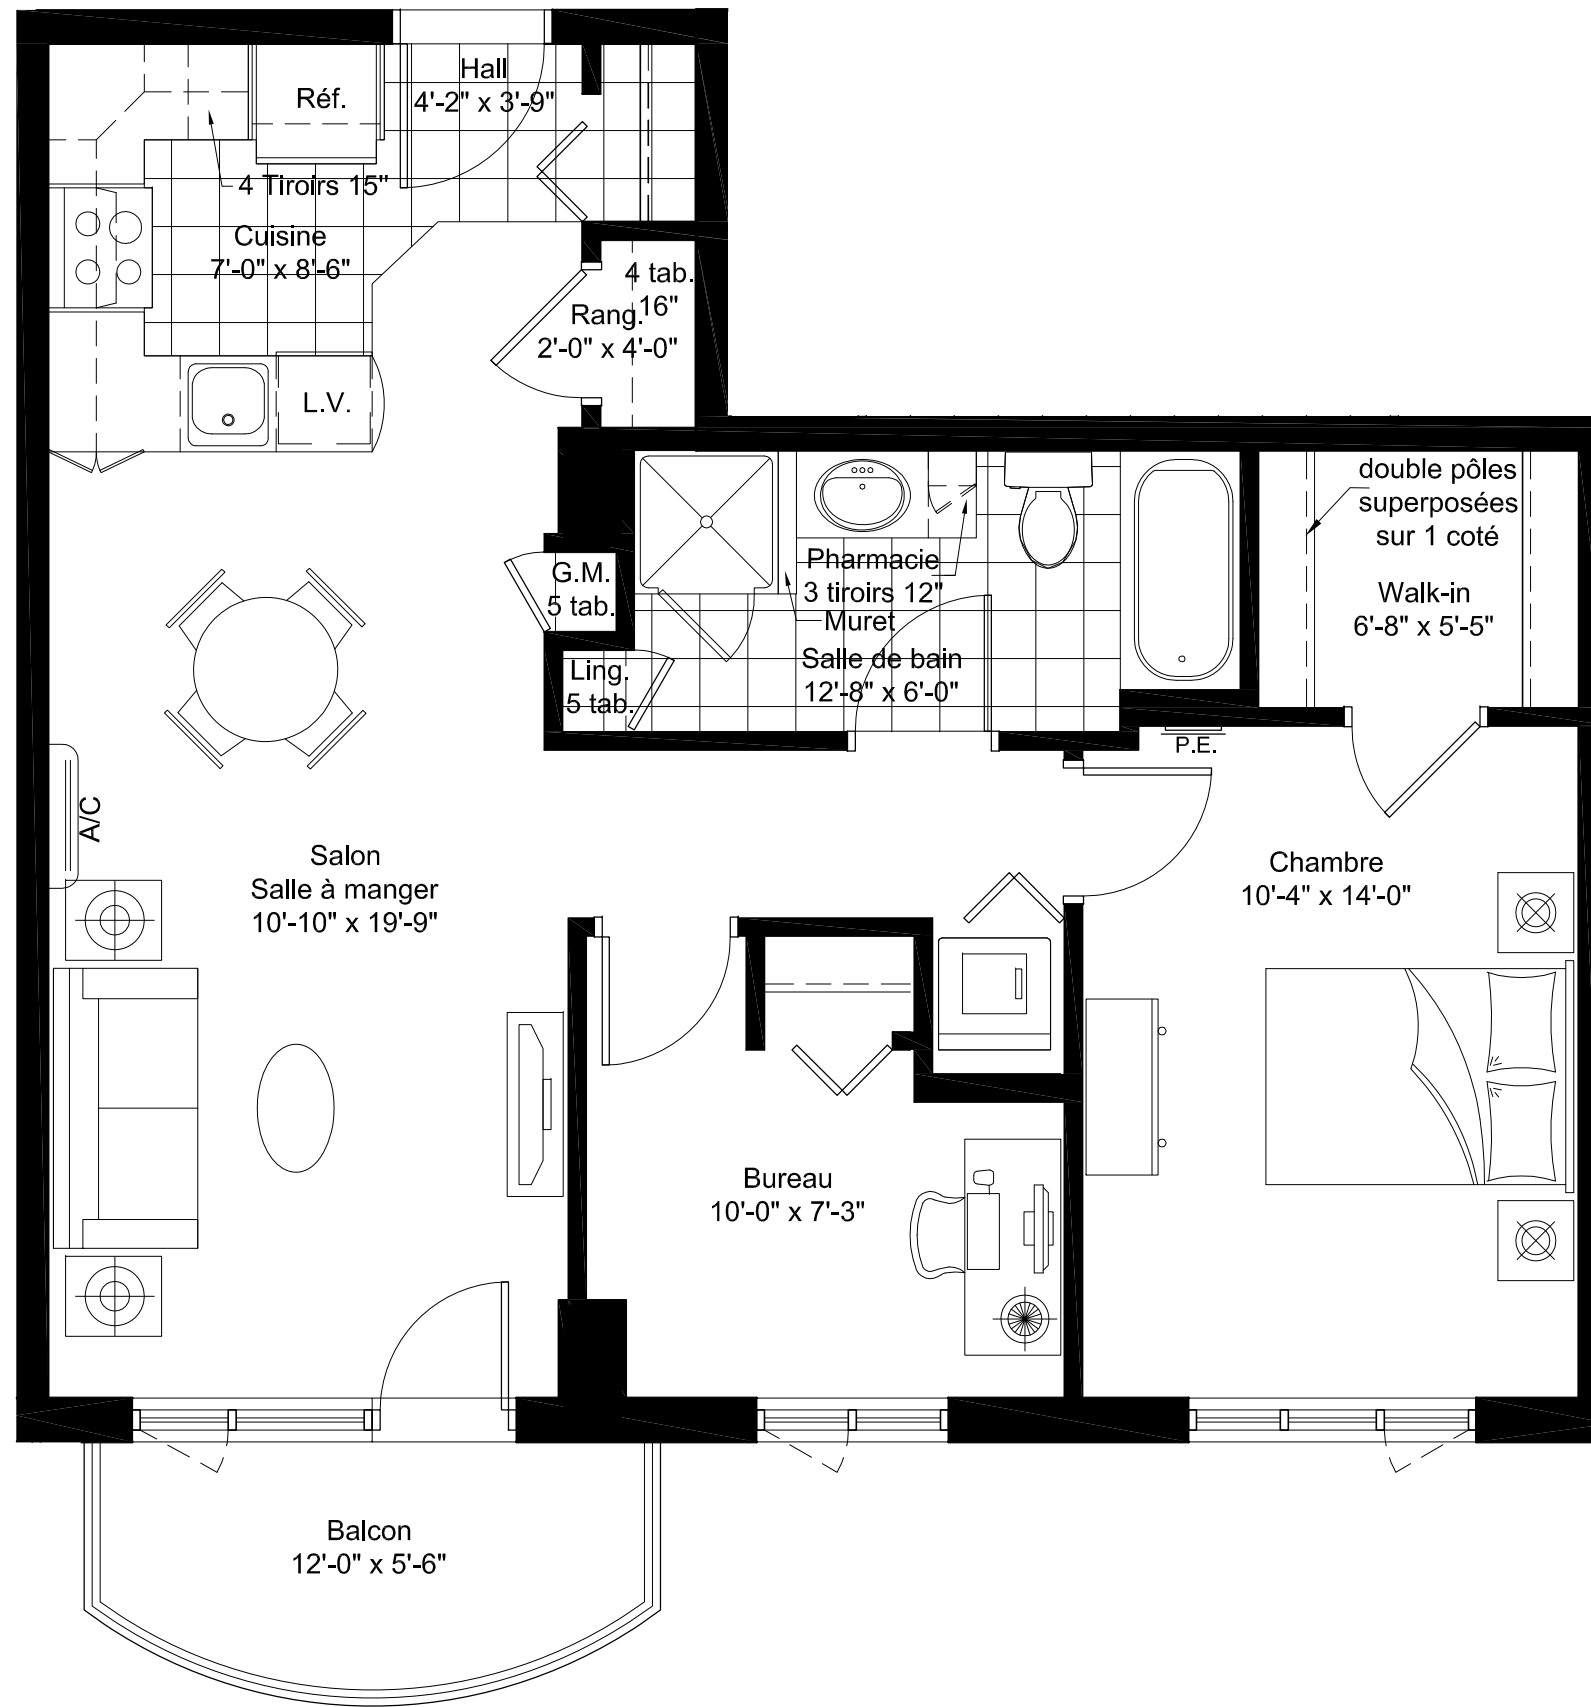 Hall
4'-2" x 3'-9"
Réf.
4 Tiroirs 15"
Cuisine
7'-0" x 8'-6"
4 tab.
16"
Rang.
2'-0" x 4'-0"
L.V.
double pôles
superposées
sur 1 coté
Walk-in
6'-8" x 5'-5"
G.M.
5 tab.
Pharmacie
3 tiroirs 12"
Muret
Salle de bain
12'-8" x 6'-0"
Ling.
5 tab.
P.E.
A/C
Salon
Salle à manger
10'-10" x 19'-9"
Chambre
10'-4" x 14'-0"
Bureau
10'-0" x 7'-3"
Balcon
12'-0" x 5'-6"